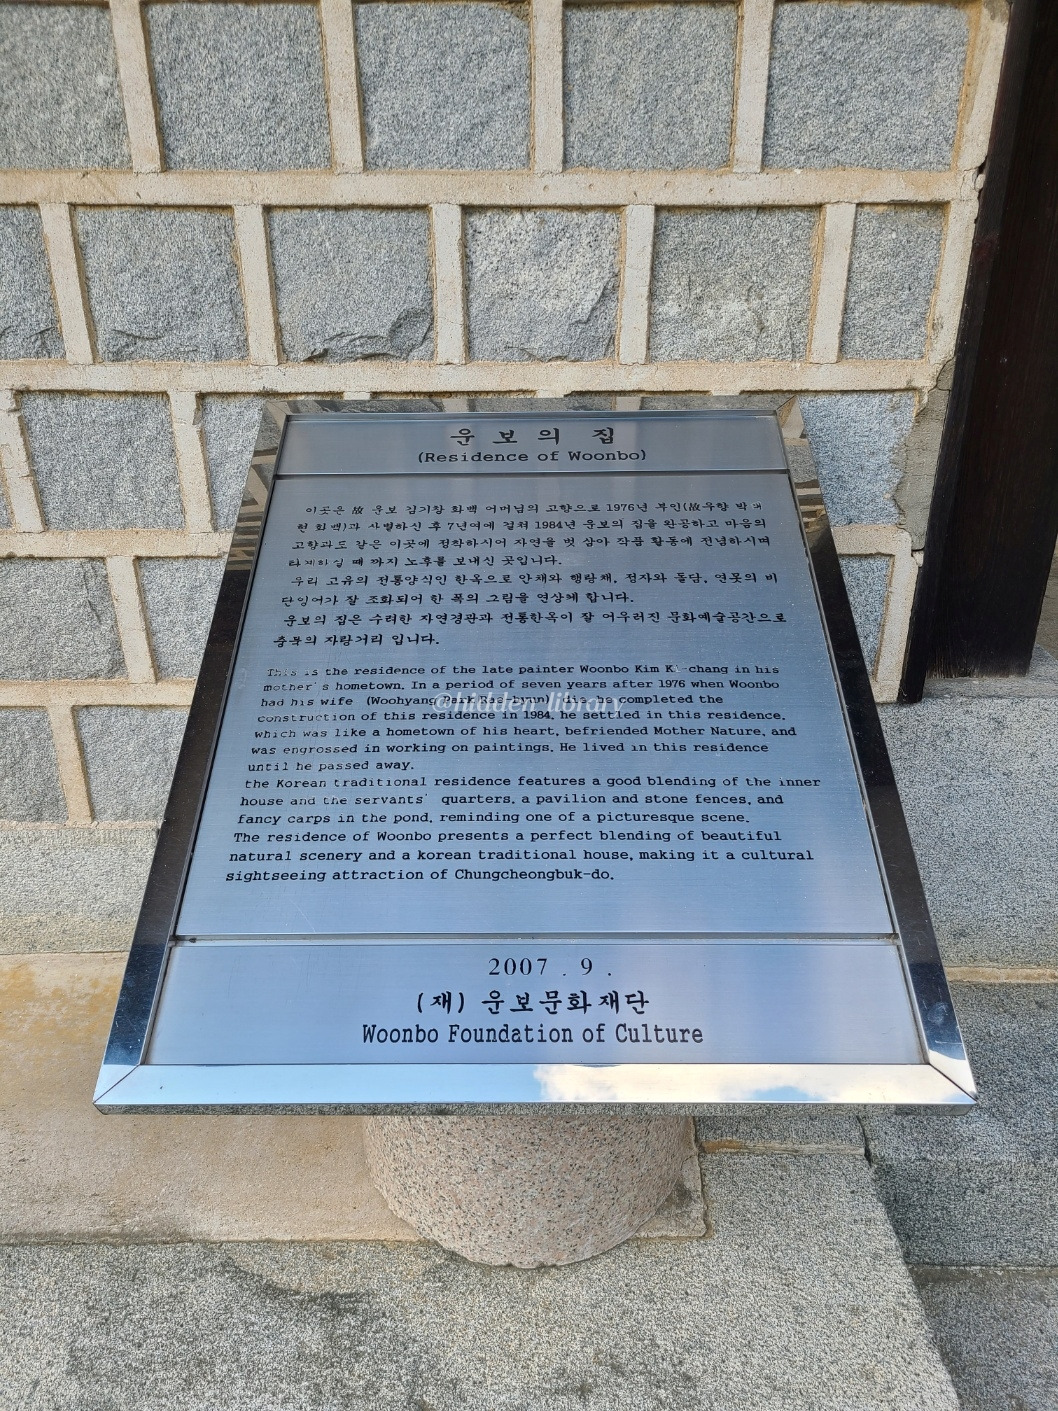 운보의 집
(Residence of Woonbo)
이곳은 故 운보 김기창 화백 어머님의 고향으로 1976년 부인(故우향 박래
현 화백)과 사별하신 후 7년여에 걸쳐 1984년 운보의 집을 완공하고 마음의
고향과도 같은 이곳에 정착하시어 자연을 벗 삼아 작품 활동에 전념하시며
타계하실 때 까지 노후를 보내신 곳입니다.
우리 고유의 전통양식인 한옥으로 안채와 행랑채, 정자와 돌담, 연못의 비
단잉어가 잘 조화되어 한 폭의 그림을 연상케 합니다.
운보의 집은 수려한 자연경관과 전통한옥이 잘 어우러진 문화예술공간으로
충북의 자랑거리 입니다.
This is the residence of the late painter Woonbo Kim Ki-chang in his
mother's hometown. In a period of seven years after 1976 when Woonbo
had his wife (Woohyang completed the
construction of this residence in 1984, he settled in this residence,
which was like a hometown of his heart, befriended Mother Nature, and
was engrossed in working on paintings. He lived in this residence
until he passed away.
the Korean traditional residence features a good blending of the inner
house and the servants' quarters, a pavilion and stone fences, and
fancy carps in the pond, reminding one of a picturesque scene.
The residence of Woonbo presents a perfect blending of beautiful
natural scenery and a korean traditional house, making it a cultural
sightseeing attraction of Chungcheongbuk-do.
@hidden_library
2007 . 9 .
(재) 운보문화재단
Woonbo Foundation of Culture